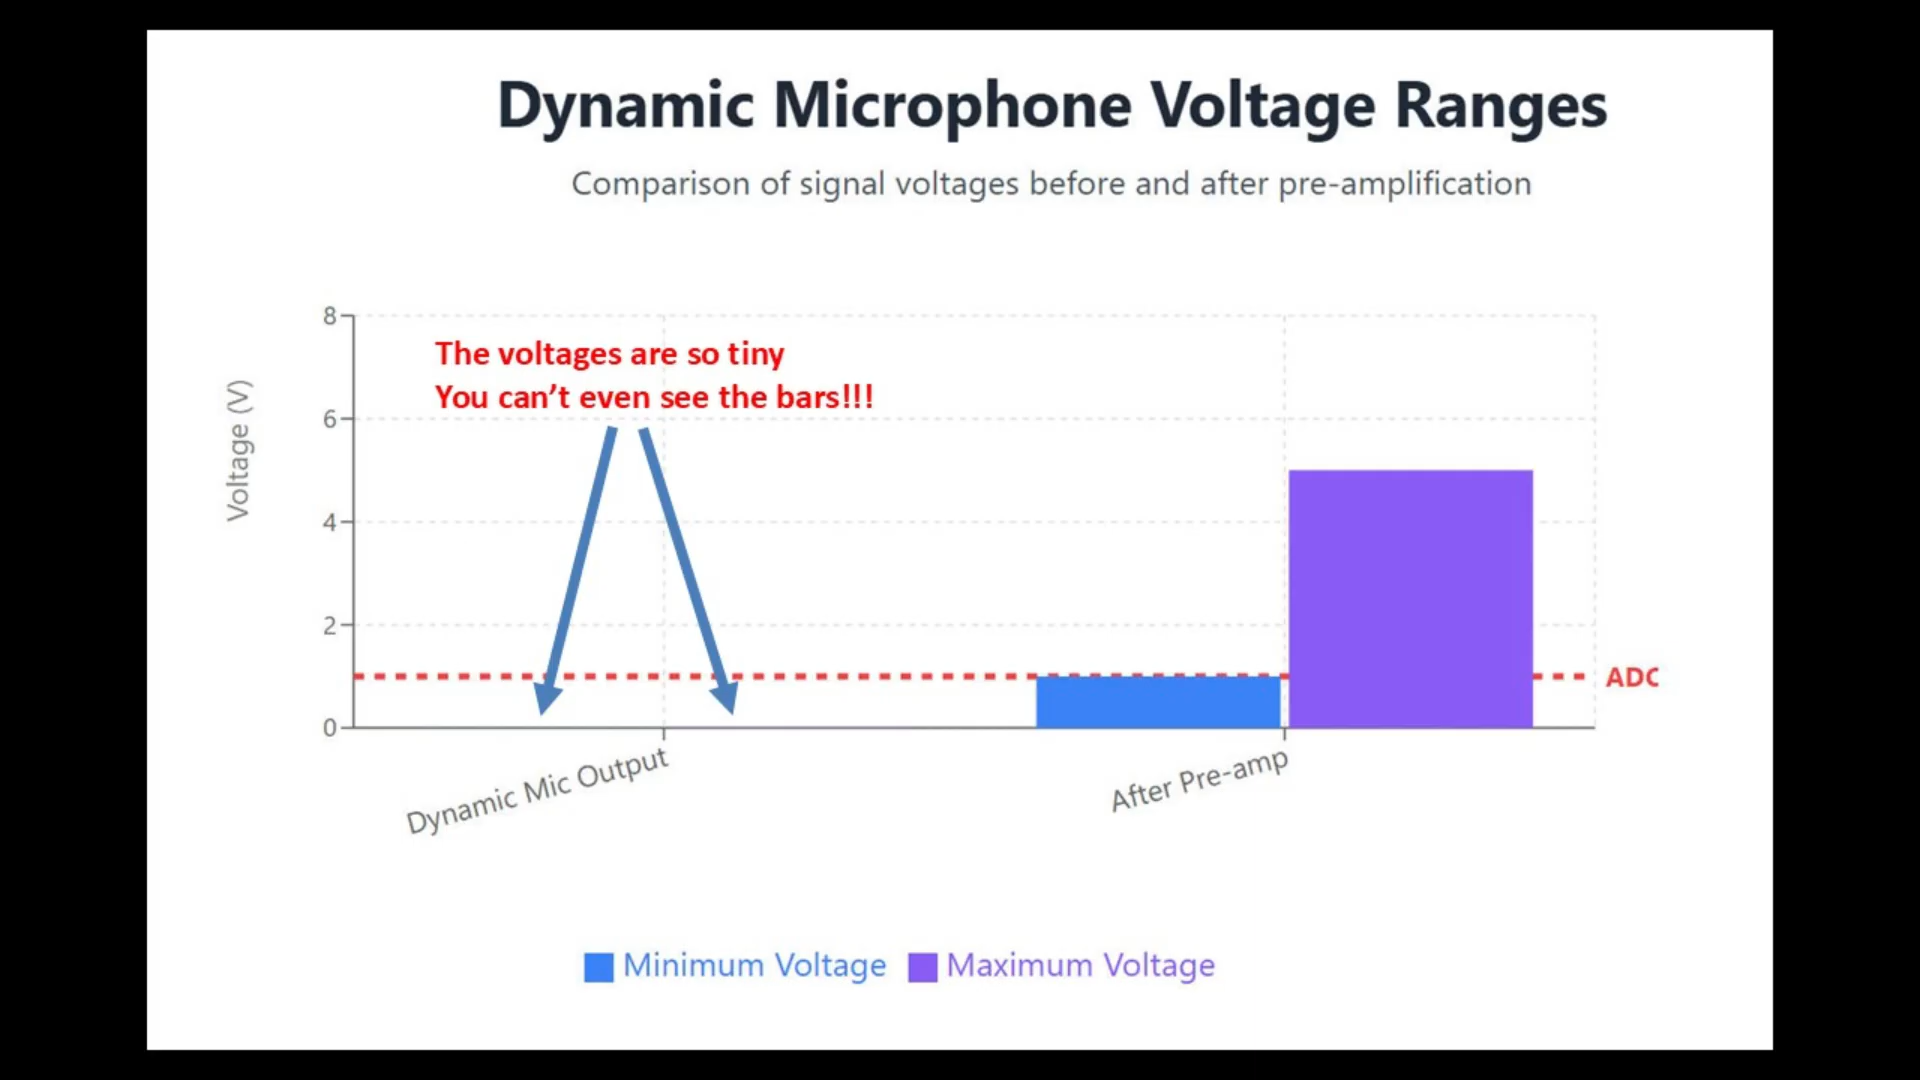 Dynamic Microphone Voltage Ranges
Comparison of signal voltages before and after pre-amplification
8
The voltages are so tiny
You can't even see the bars!!!
6
Voltage (V)
4
2
ADC
0
Dynamic Mic Output
After Pre-amp
Minimum Voltage
Maximum Voltage